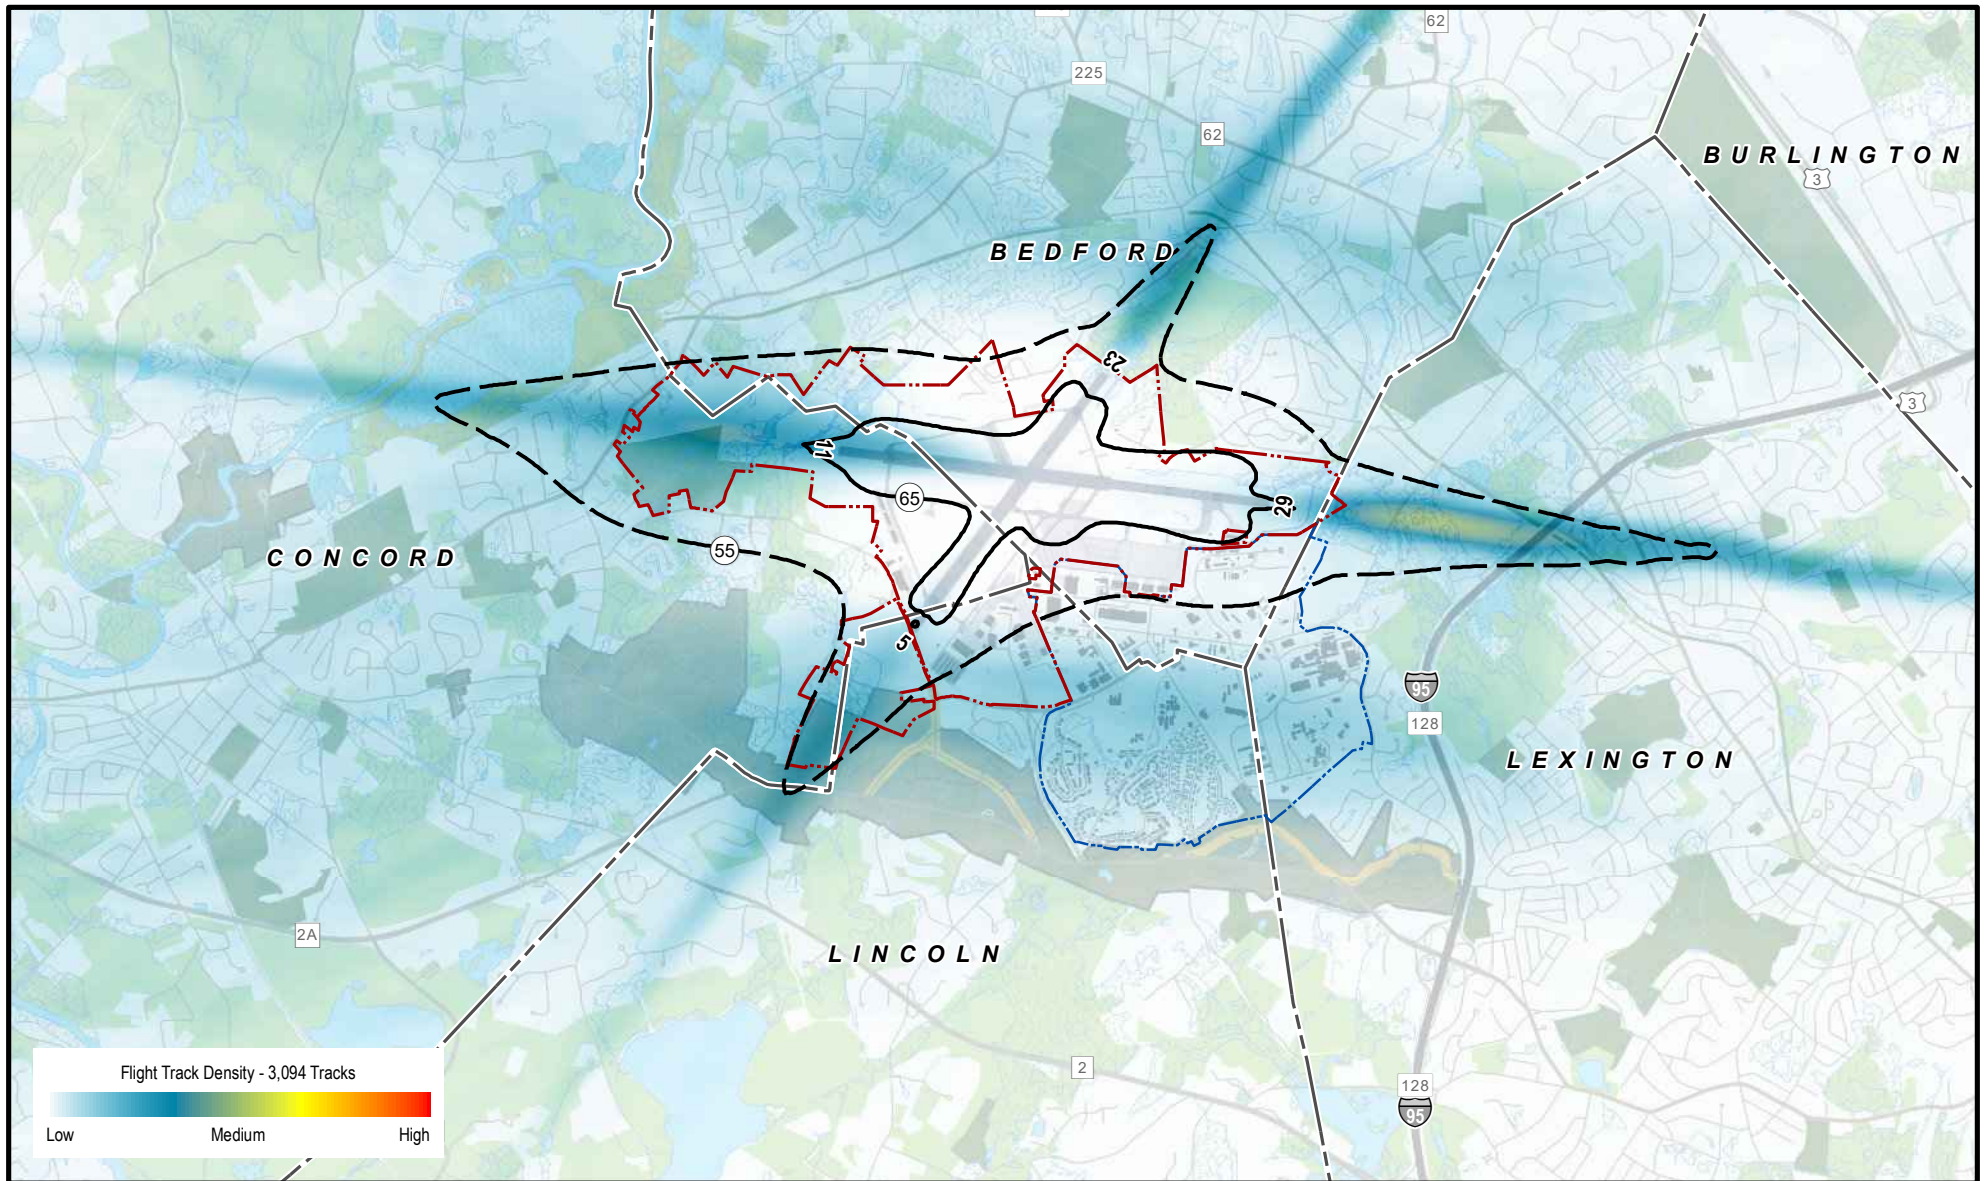 62
225
62
BURLINGTON
3
BEDFORD
23
3
11
65
29
55
CONCORD
5
95
128
LEXINGTON
2A
LINCOLN
2
128
95
Flight Track Density - 3,094 Tracks
Low Medium High